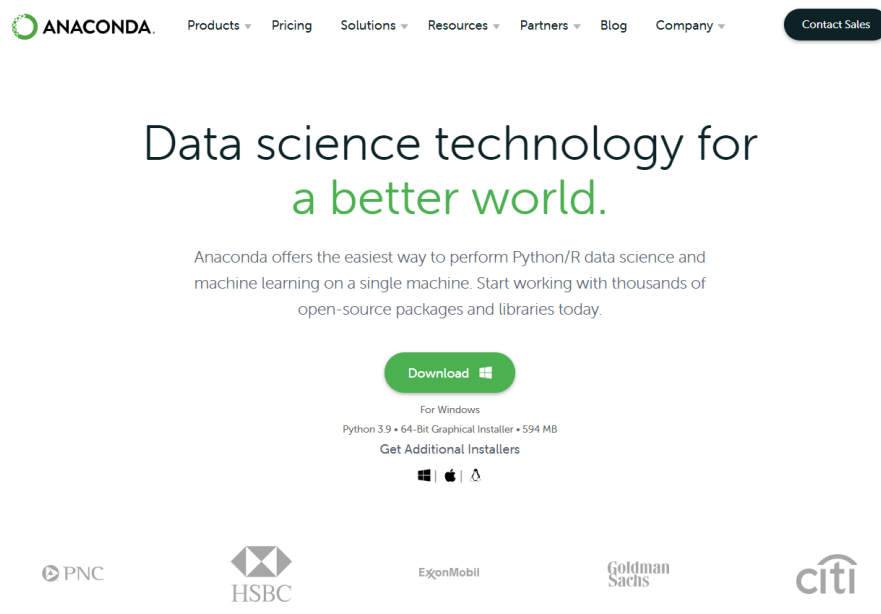 ANACONDA.
Products
Pricing
Solutions
Resources
Partners
Blog
Company
Contact Sales
Data science technology for
a better world.
Anaconda offers the easiest way to perform Python/R data science and
machine learning on a single machine. Start working with thousands of
open-source packages and libraries today.
Download
For Windows
Python 3.9 • 64-Bit Graphical Installer • 594 MB
Get Additional Installers
| |
PNC
HSBC
ExxonMobil
Goldman
Sachs
citi